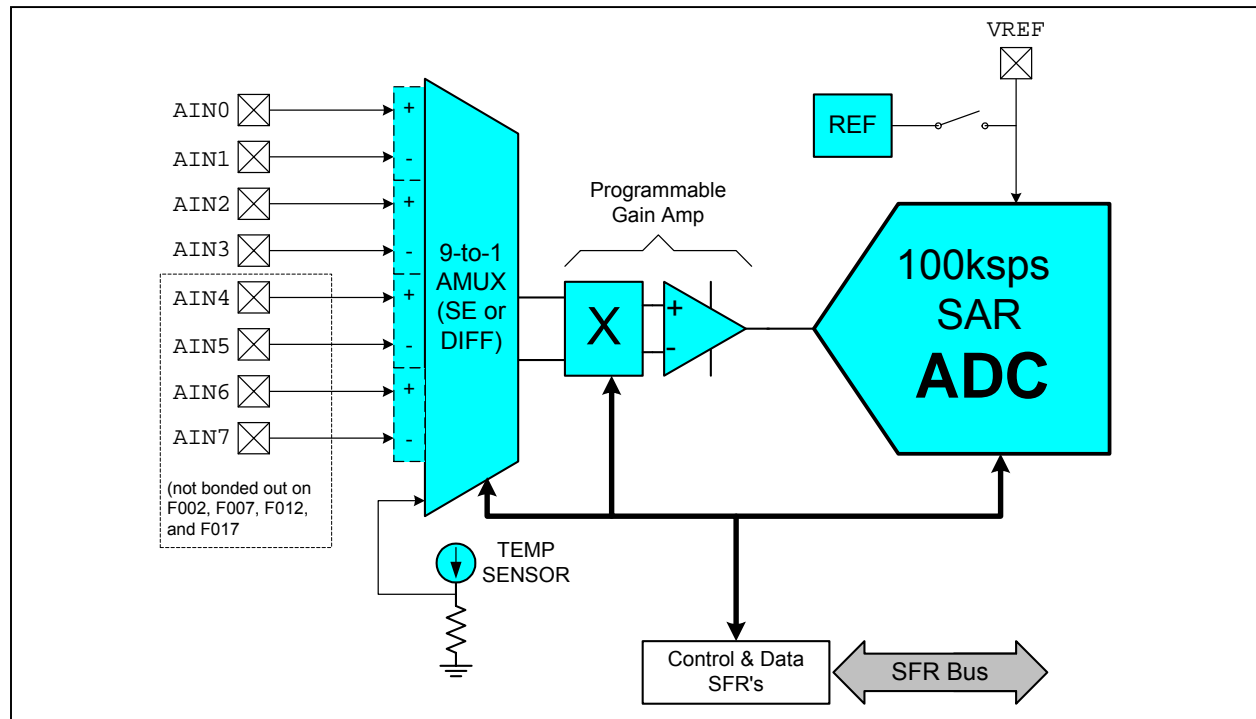 VREF
REF
AIN0
AIN1
AIN2
AIN3
AIN4
AIN5
AIN6
AIN7
+
-
+
-
+
-
+
-
(not bonded out on
F002, F007, F012,
and F017
9-to-1
AMUX
(SE or
DIFF)
Programmable
Gain Amp
X
+
-
100ksps
SAR
ADC
TEMP
SENSOR
Control & Data
SFR's
SFR Bus